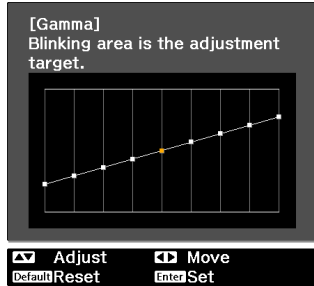 [Gamma]
Blinking area is the adjustment
target.
Adjust Move
Default Reset Enter Set